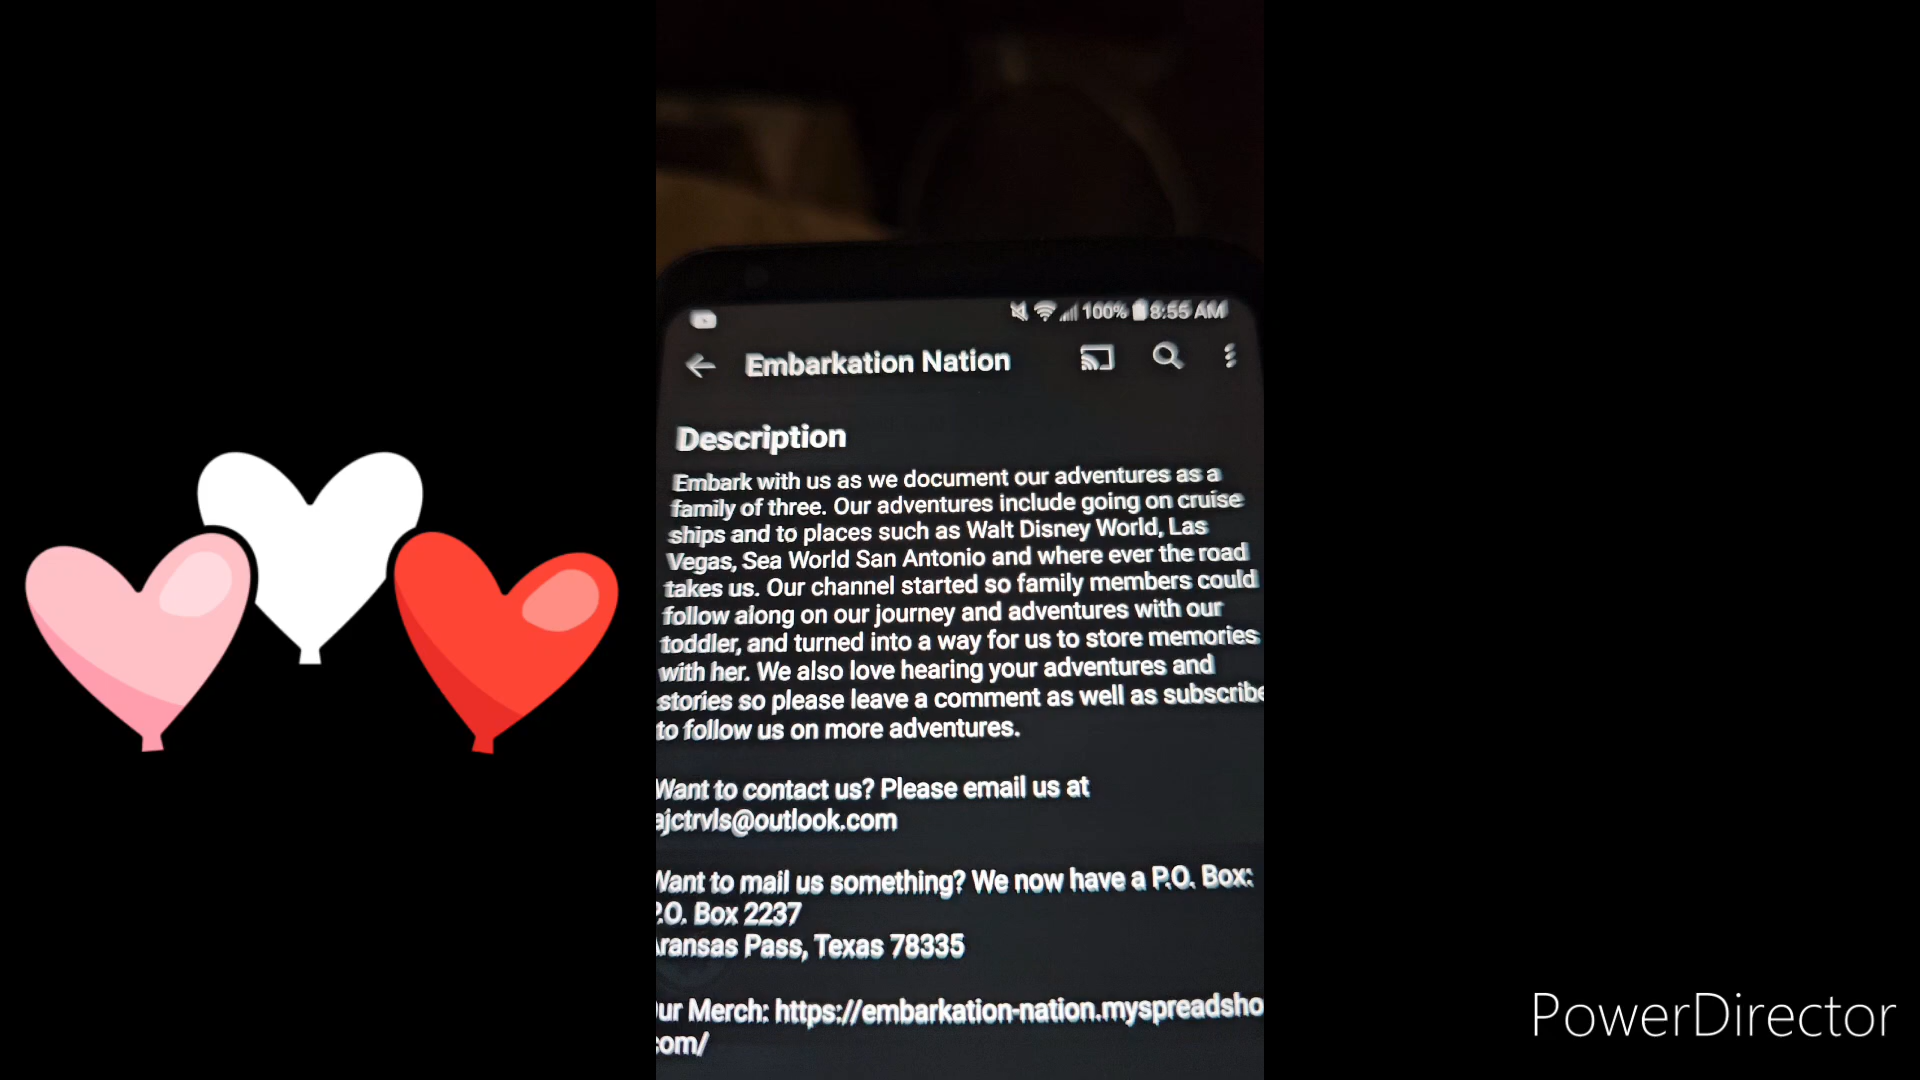 100% 8:55 AM
Embarkation Nation
Description
Embark with us as we document our adventures as a
family of three. Our adventures include going on cruise
ships and to places such as Walt Disney World, Las
Vegas, Sea World San Antonio and where ever the road
takes us. Our channel started so family members could
follow along on our journey and adventures with our
toddler, and turned into a way for us to store memories
with her. We also love hearing your adventures and
stories so please leave a comment as well as subscribe
to follow us on more adventures.
Want to contact us? Please email us at
ajctrvls@outlook.com
Want to mail us something? We now have a P.O. Box:
P.O. Box 2237
Aransas Pass, Texas 78335
ur Merch: https://embarkation-nation.myspreadsho
com/
PowerDirector